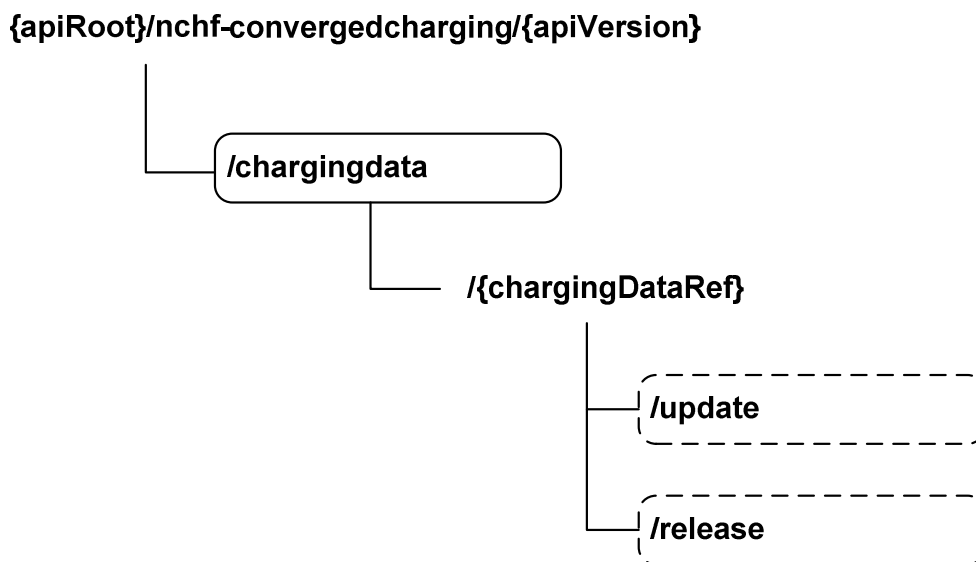 {apiRoot}/nchf-convergedcharging/{apiVersion}
/chargingdata
/{chargingDataRef}
/update
/release